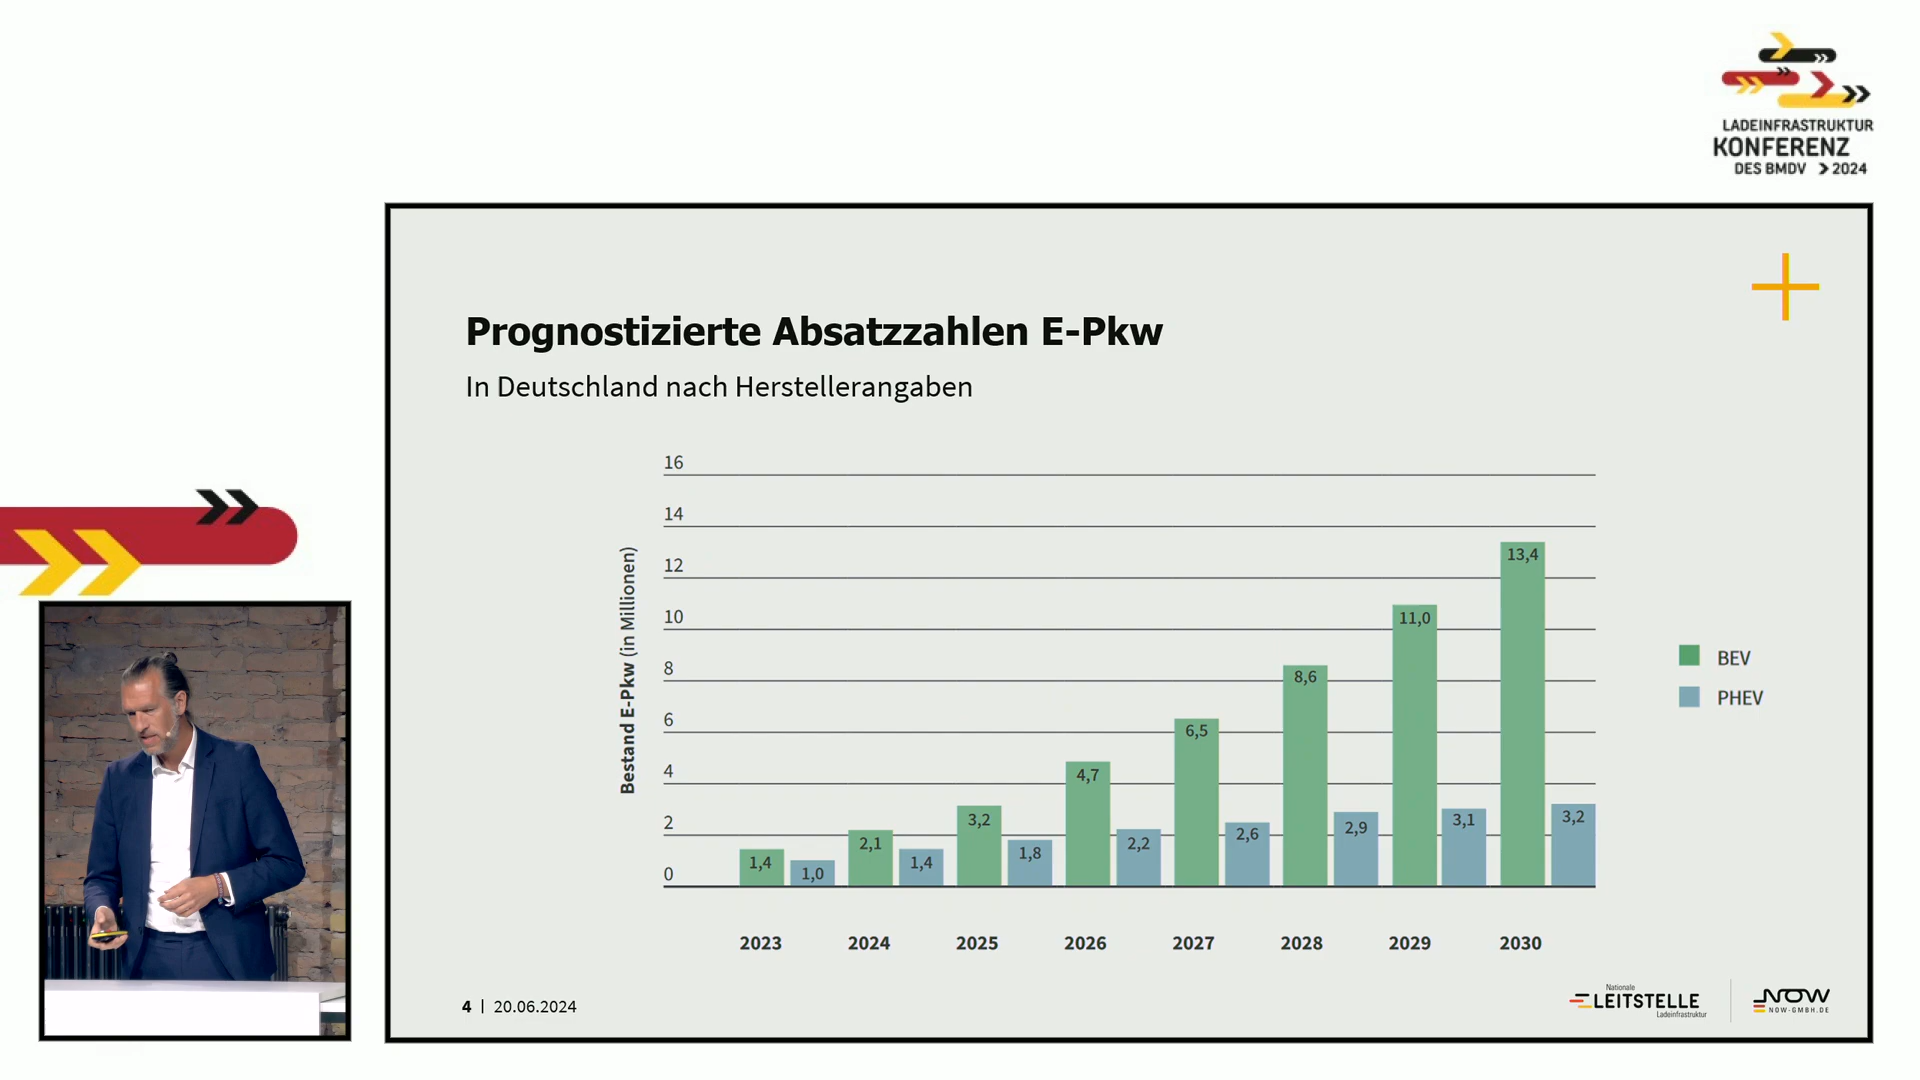 LADEINFRASTRUKTUR
KONFERENZ
DES BMDV 2024
Prognostizierte Absatzzahlen E-Pkw
In Deutschland nach Herstellerangaben
Bestand E-Pkw (in Millionen)
16
14
12
10
8
6
4
2
0
1,4
1,0
2,1
1,4
3,2
1,8
4,7
2,2
6,5
2,6
8,6
2,9
11,0
3,1
13,4
3,2
BEV
PHEV
2023 2024 2025 2026 2027 2028 2029 2030
4 | 20.06.2024
Nationale
LEITSTELLE
Ladeinfrastruktur
NOW
NOW-GMBH.DE